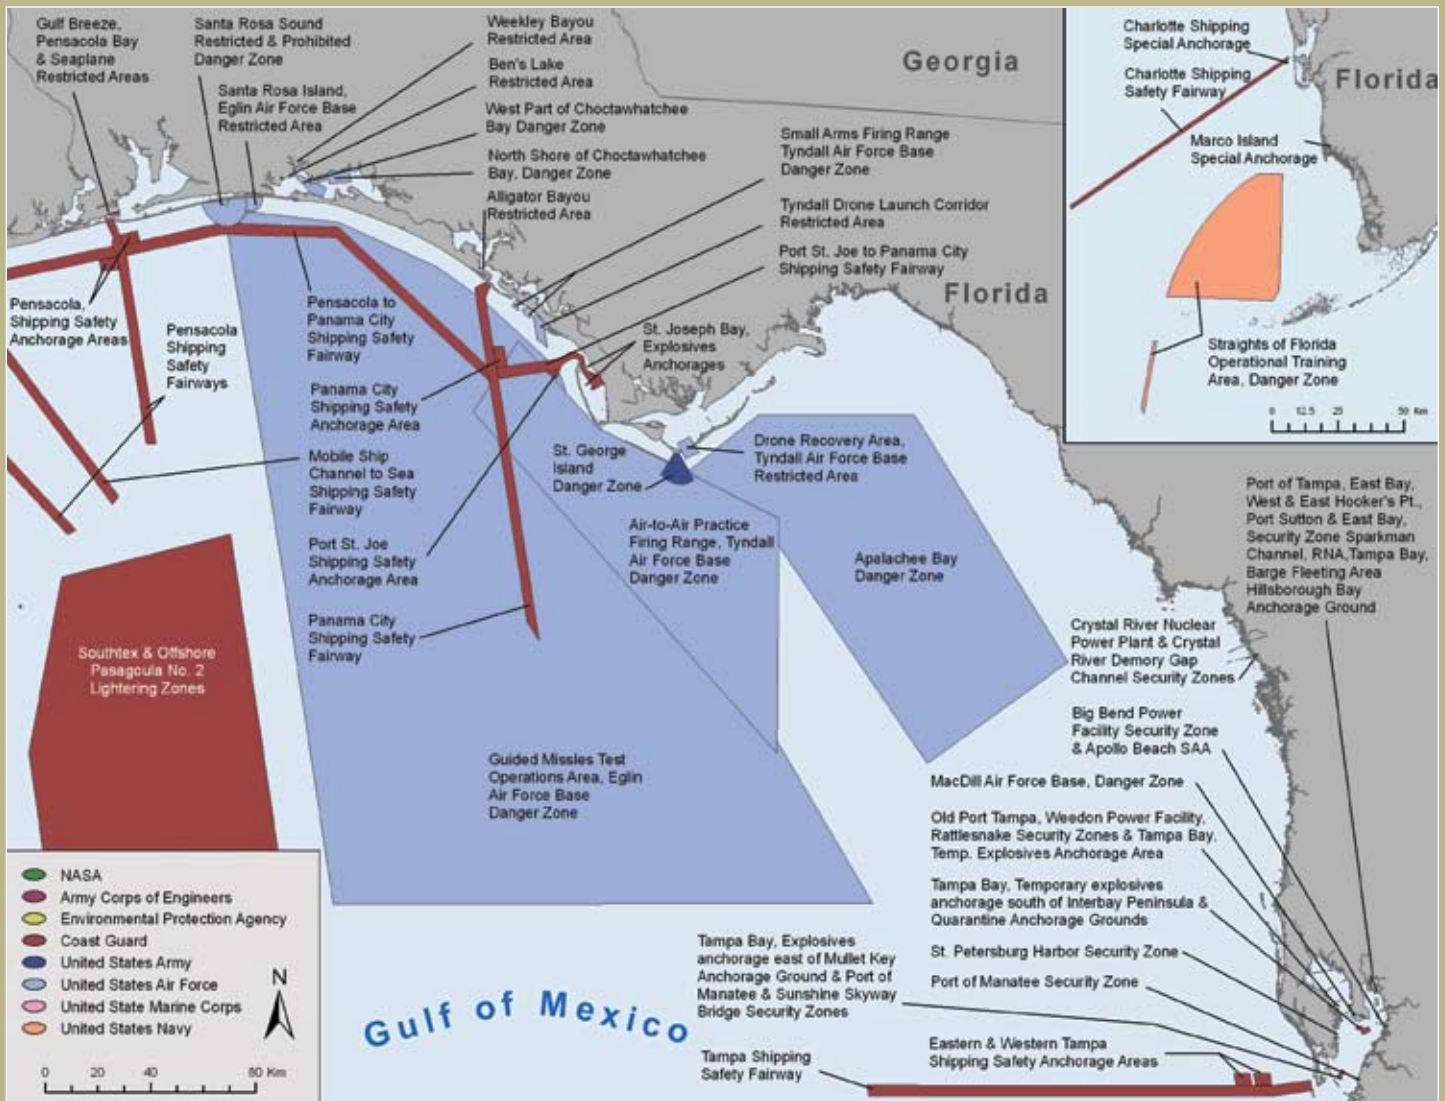 Gulf Breeze,
Pensacola Bay
& Seaplane
Restricted Areas
Santa Rosa Sound
Restricted & Prohibited
Danger Zone
Santa Rosa Island,
Eglin Air Force Base
Restricted Area
Weekley Bayou
Restricted Area
Ben's Lake
Restricted Area
West Part of Choctawhatchee
Bay Danger Zone
North Shore of Choctawhatchee
Bay, Danger Zone
Alligator Bayou
Restricted Area
Georgia
Small Arms Firing Range
Tyndall Air Force Base
Danger Zone
Tyndall Drone Launch Corridor
Restricted Area
Port St. Joe to Panama City
Shipping Safety Fairway
Florida
Charlotte Shipping
Special Anchorage
Charlotte Shipping
Safety Fairway
Florida
Marco Island
Special Anchorage
Straights of Florida
Operational Training
Area, Danger Zone
0 12.5 25 50 Km
Pensacola,
Shipping Safety
Anchorage Areas
Pensacola
Shipping
Safety
Fairways
Pensacola to
Panama City
Shipping Safety
Fairway
Panama City
Shipping Safety
Anchorage Area
Mobile Ship
Channel to Sea
Shipping Safety
Fairway
Port St. Joe
Shipping Safety
Anchorage Area
Panama City
Shipping Safety
Fairway
St. Joseph Bay,
Explosives
Anchorages
St. George
Island
Danger Zone
Drone Recovery Area,
Tyndall Air Force Base
Restricted Area
Air-to-Air Practice
Firing Range, Tyndall
Air Force Base
Danger Zone
Apalachee Bay
Danger Zone
Southtex & Offshore
Pasagoula No. 2
Lightering Zones
Guided Missles Test
Operations Area, Eglin
Air Force Base
Danger Zone
Port of Tampa, East Bay,
West & East Hooker's Pt.,
Port Sutton & East Bay,
Security Zone Sparkman
Channel, RNA,Tampa Bay,
Barge Fleeting Area
Hillsborough Bay
Anchorage Ground
Crystal River Nuclear
Power Plant & Crystal
River Demory Gap
Channel Security Zones
Big Bend Power
Facility Security Zone
& Apollo Beach SAA
MacDill Air Force Base, Danger Zone
Old Port Tampa, Weedon Power Facility,
Rattlesnake Security Zones & Tampa Bay,
Temp. Explosives Anchorage Area
Tampa Bay, Temporary explosives
anchorage south of Interbay Peninsula &
Quarantine Anchorage Grounds
St. Petersburg Harbor Security Zone
Port of Manatee Security Zone
Tampa Bay, Explosives
anchorage east of Mullet Key
Anchorage Ground & Port of
Manatee & Sunshine Skyway
Bridge Security Zones
Eastern & Western Tampa
Shipping Safety Anchorage Areas
Tampa Shipping
Safety Fairway
Gulf of Mexico
NASA
Army Corps of Engineers
Environmental Protection Agency
Coast Guard
United States Army
United States Air Force
United State Marine Corps
United States Navy
N
0 20 40 80 Km